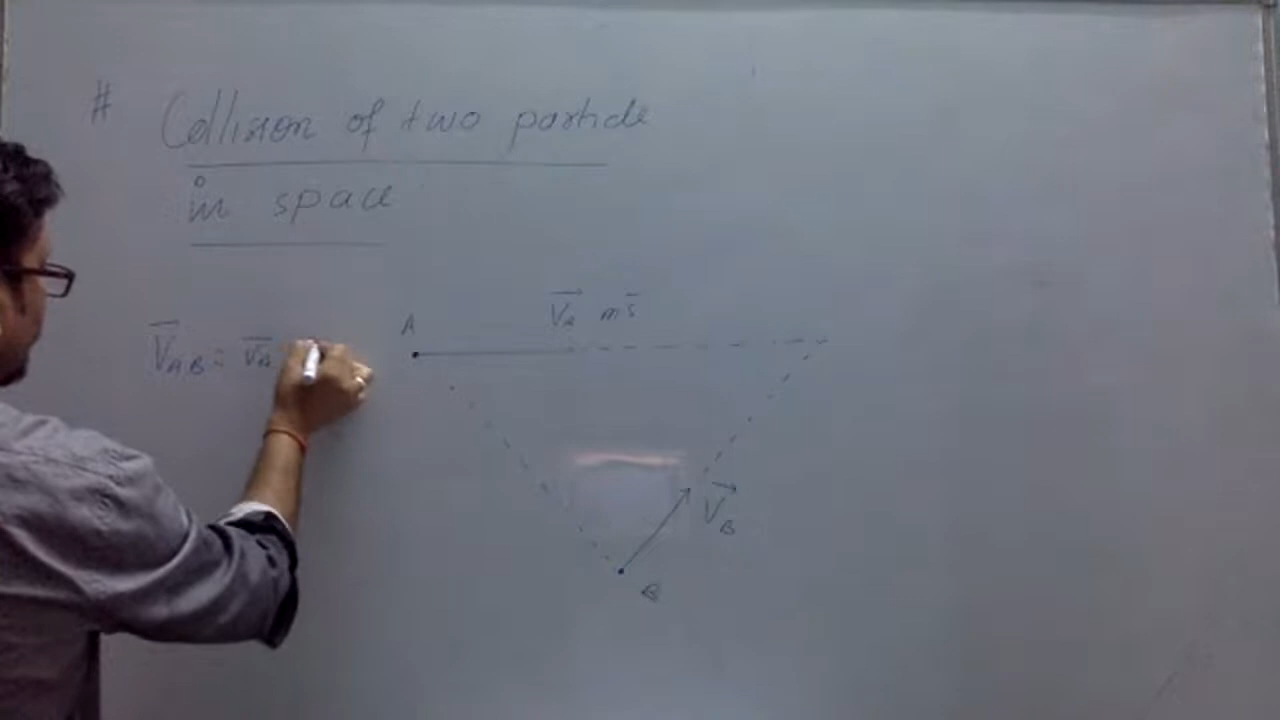 # Collision of two particle
in space
V⃗A m s̄
A
V⃗AB = V⃗A
V⃗B
B